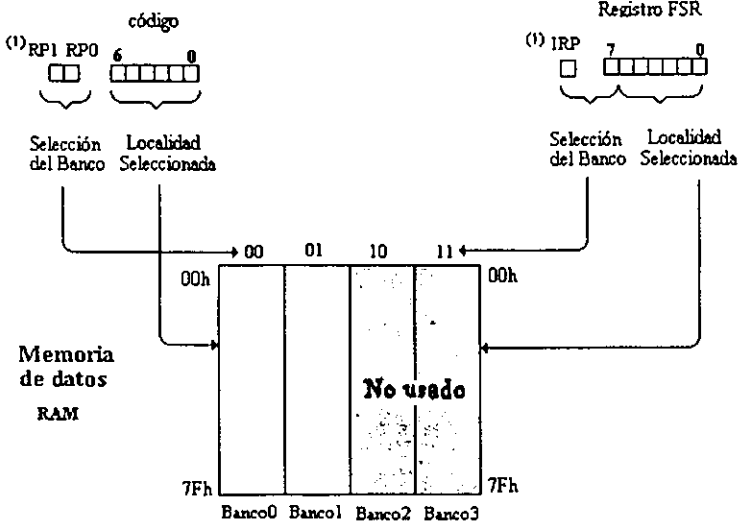 código
(1) RP1 RP0
6 0
Selección
del Banco
Localidad
Seleccionada
Registro FSR
(1) IRP
7 0
Selección
del Banco
Localidad
Seleccionada
00 01 10 11
00h
00h
Memoria
de datos
RAM
No usado
7Fh
7Fh
Banco0 Banco1 Banco2 Banco3